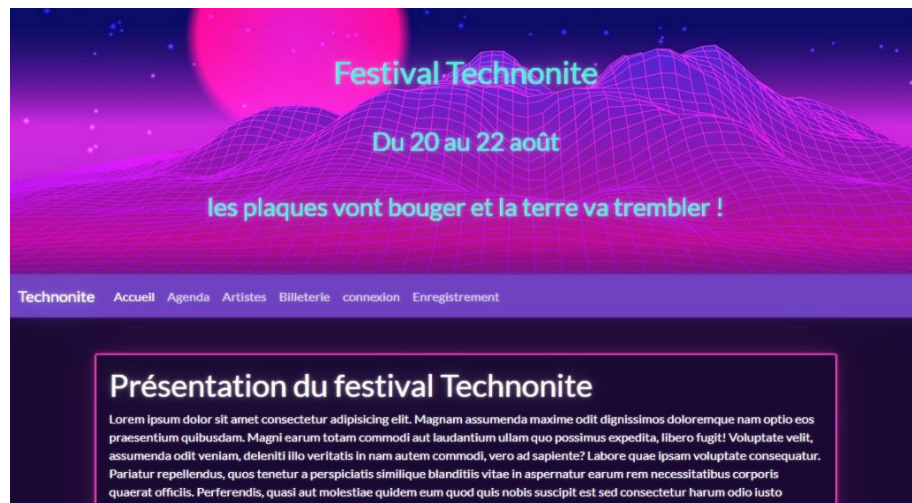 Festival Technonite
Du 20 au 22 août
les plaques vont bouger et la terre va trembler !
Technonite Accueil Agenda Artistes Billeterie connexion Enregistrement
Présentation du festival Technonite
Lorem ipsum dolor sit amet consectetur adipisicing elit. Magnam assumenda maxime odit dignissimos doloremque nam optio eos
praesentium quibusdam. Magni earum totam commodi aut laudantium ullam quo possimus expedita, libero fugit! Voluptate velit,
assumenda odit veniam, deleniti illo veritatis in nam autem commodi, vero ad sapiente? Labore quae ipsam voluptate consequatur.
Pariatur repellendus, quos tenetur a perspiciatis similique blanditiis vitae in aspernatur earum rem necessitatibus corporis
quaerat officiis. Perferendis, quasi aut molestiae quidem eum quod quis nobis suscipit est sed consectetur harum odio iusto